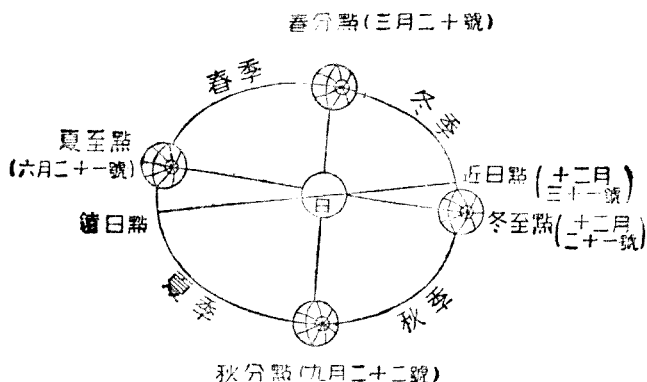 春分點(三月二十號)
春季
冬季
夏至點
(六月二十一號)
近日點(十二月三十一號)
日
遠日點
冬至點(十二月二十一號)
夏季
秋季
秋分點(九月二十二號)